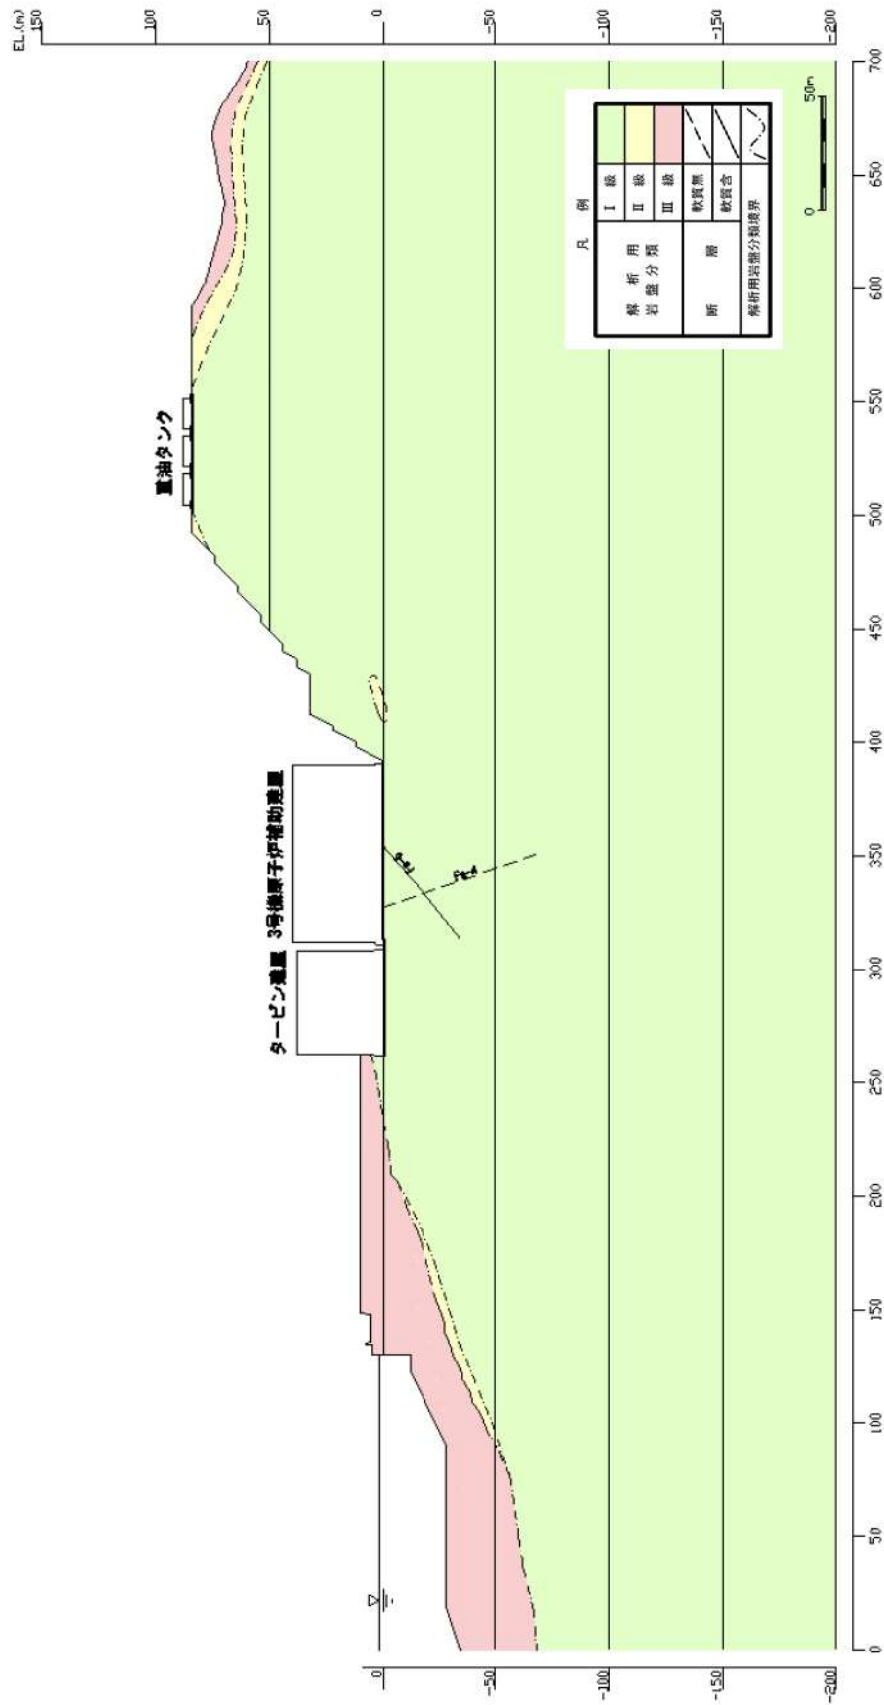 EL.(m)
150
100
50
0
-50
-100
-150
-200
重油タンク
タービン建屋
3号機原子炉補助建屋
Fs-4
凡 例
解析用岩盤分類
Ⅰ 級
Ⅱ 級
Ⅲ 級
断 層
軟質無
軟質含
解析用岩盤分類境界
0
50m
0
-50
-100
-150
-200
0
50
100
150
200
250
300
350
400
450
500
550
600
650
700